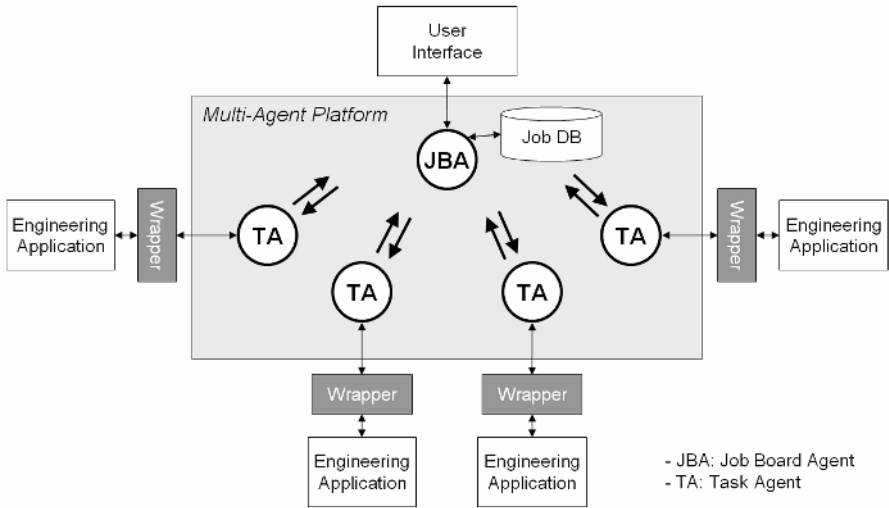 User
Interface
Multi-Agent Platform
JBA
Job DB
Engineering
Application
Wrapper
TA
TA
TA
TA
Wrapper
Engineering
Application
Wrapper
Wrapper
Engineering
Application
Engineering
Application
- JBA: Job Board Agent
- TA: Task Agent